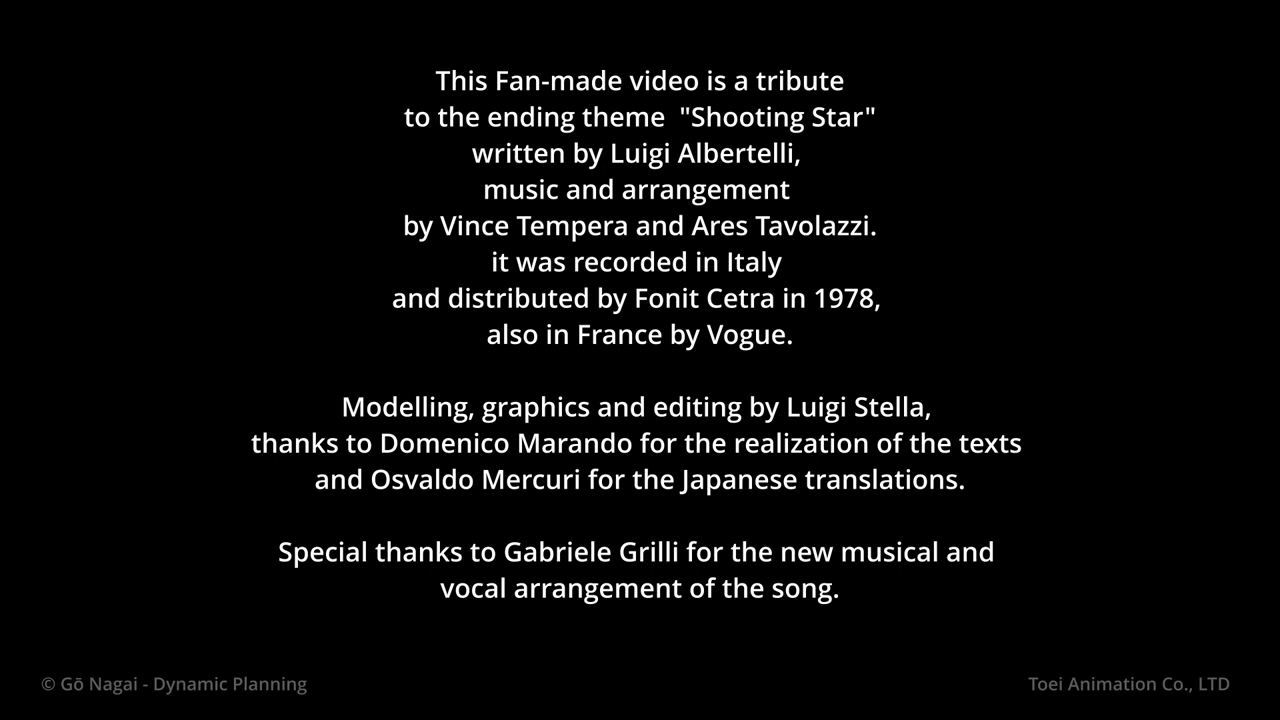 This Fan-made video is a tribute
to the ending theme  "Shooting Star"
written by Luigi Albertelli,
music and arrangement
by Vince Tempera and Ares Tavolazzi.
it was recorded in Italy
and distributed by Fonit Cetra in 1978,
also in France by Vogue.
Modelling, graphics and editing by Luigi Stella,
thanks to Domenico Marando for the realization of the texts
and Osvaldo Mercuri for the Japanese translations.
Special thanks to Gabriele Grilli for the new musical and
vocal arrangement of the song.
© Gō Nagai - Dynamic Planning
Toei Animation Co., LTD